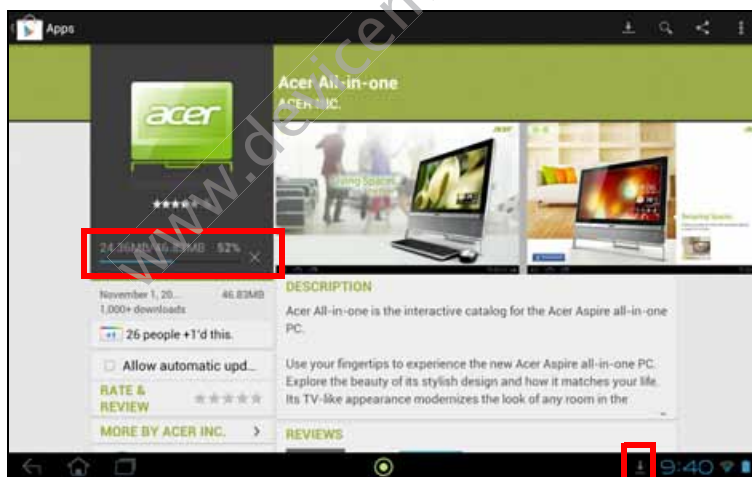 Apps
Acer All-in-one
ACER INC.
acer
24.36MB/46.83MB 52%
November 1, 20... 46.83MB
1,000+ downloads
+1 26 people +1'd this.
Allow automatic upd...
RATE & REVIEW
MORE BY ACER INC.
DESCRIPTION
Acer All-in-one is the interactive catalog for the Acer Aspire all-in-one
PC.
Use your fingertips to experience the new Acer Aspire all-in-one PC.
Explore the beauty of its stylish design and how it matches your life.
Its TV-like appearance modernizes the look of any room in the
REVIEWS
9:40